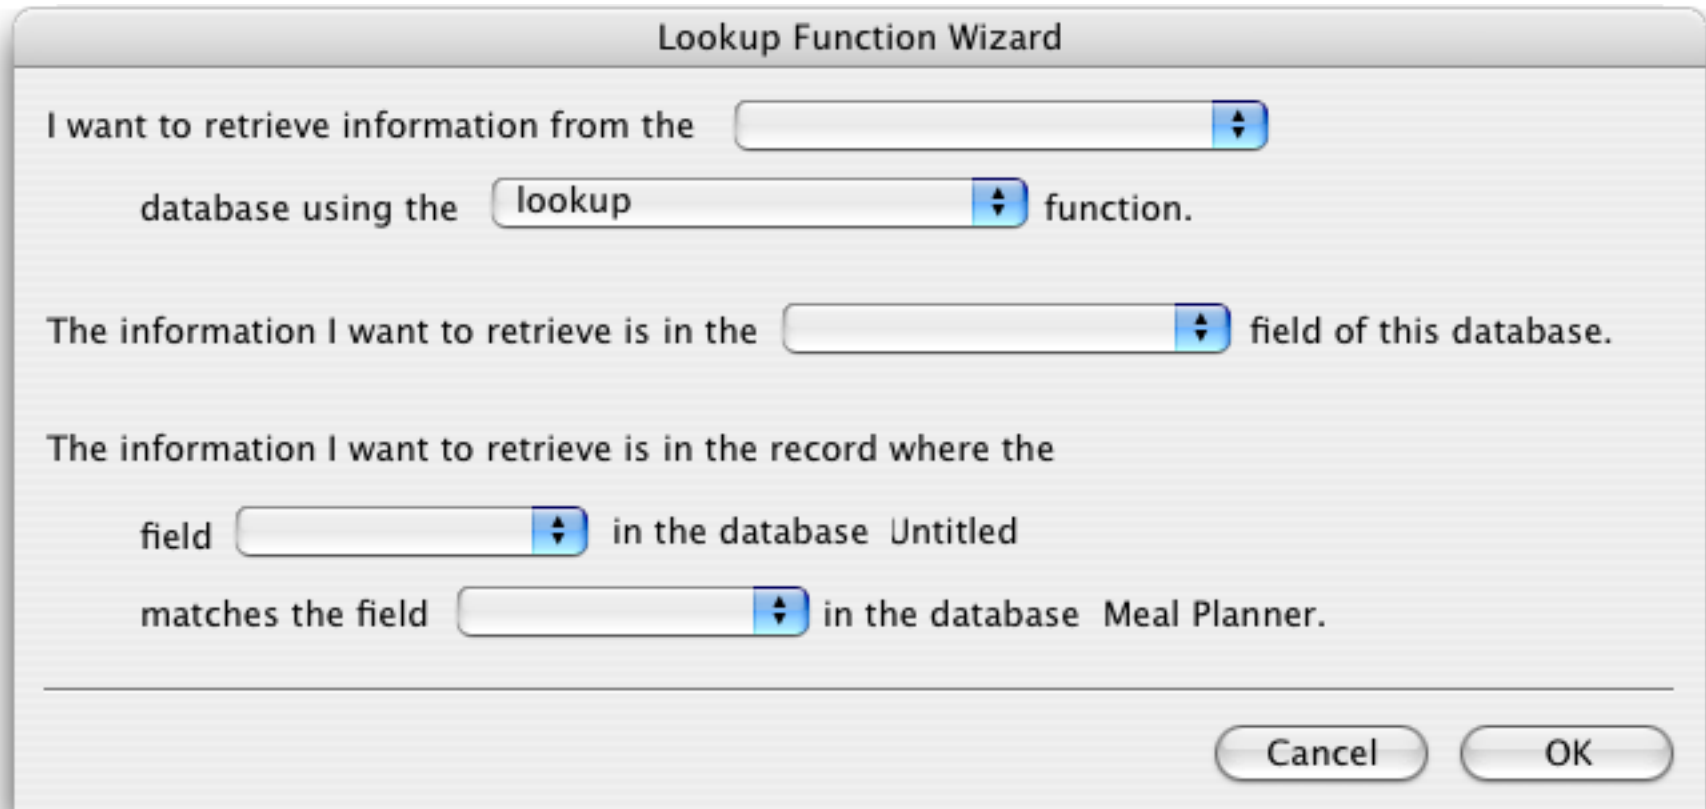 Lookup Function Wizard
I want to retrieve information from the
database using the lookup function.
The information I want to retrieve is in the field of this database.
The information I want to retrieve is in the record where the
field in the database Untitled
matches the field in the database Meal Planner.
Cancel OK